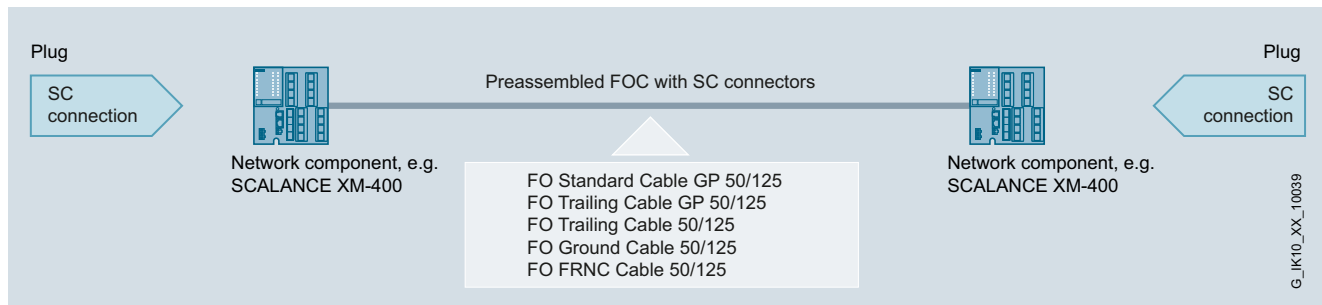 Plug
SC
connection
Network component, e.g.
SCALANCE XM-400
Preassembled FOC with SC connectors
FO Standard Cable GP 50/125
FO Trailing Cable GP 50/125
FO Trailing Cable 50/125
FO Ground Cable 50/125
FO FRNC Cable 50/125
Network component, e.g.
SCALANCE XM-400
Plug
SC
connection
G_IK10_XX_10039